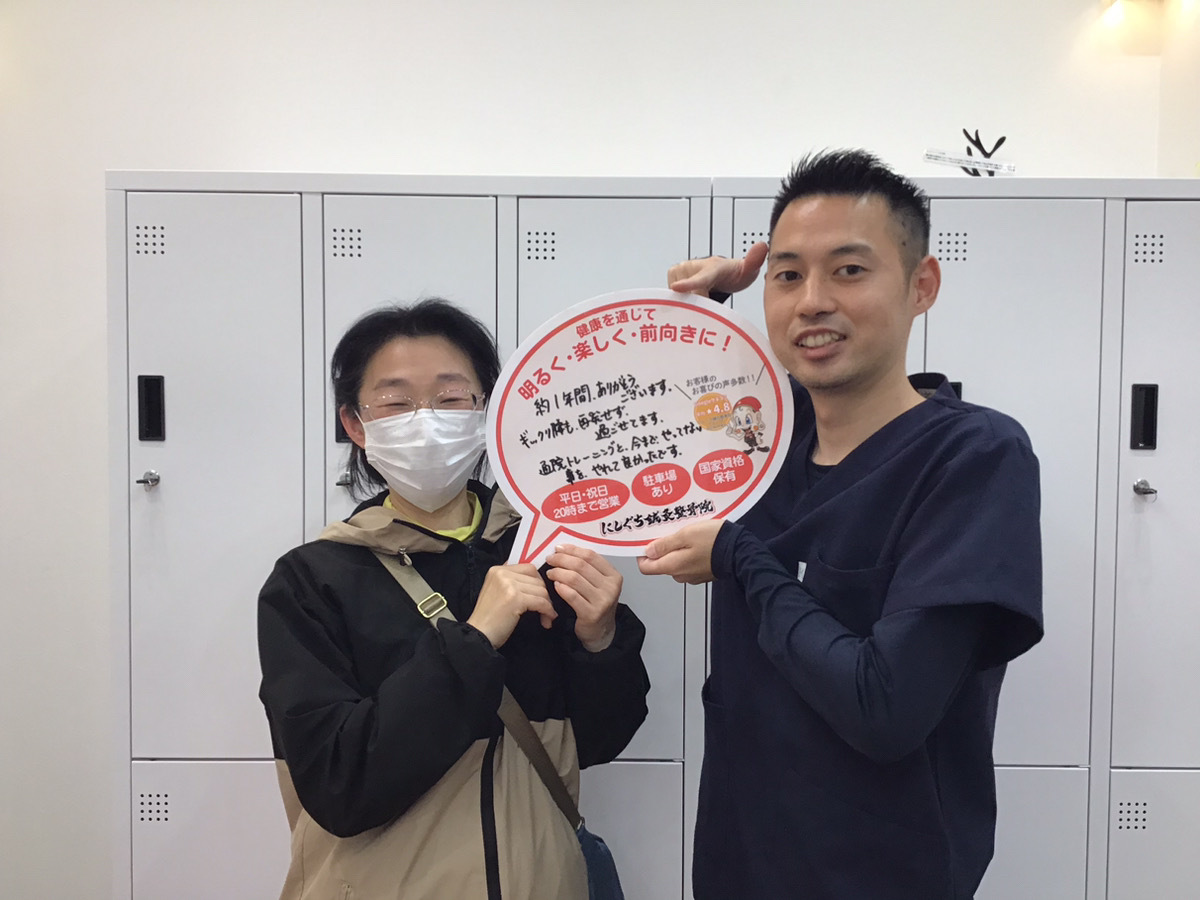 健康を通じて
明るく・楽しく・前向きに！
お客様の
お喜びの声多数！！
★4.8
約1年間、ありがとう
ございます。
ギックリ腰も、再発せず
過ごせてます。
通院トレーニングと、今まで、やってない
事を、やれて良かったです。
平日・祝日
20時まで営業
駐車場
あり
国家資格
保有
にしぐち鍼灸整骨院